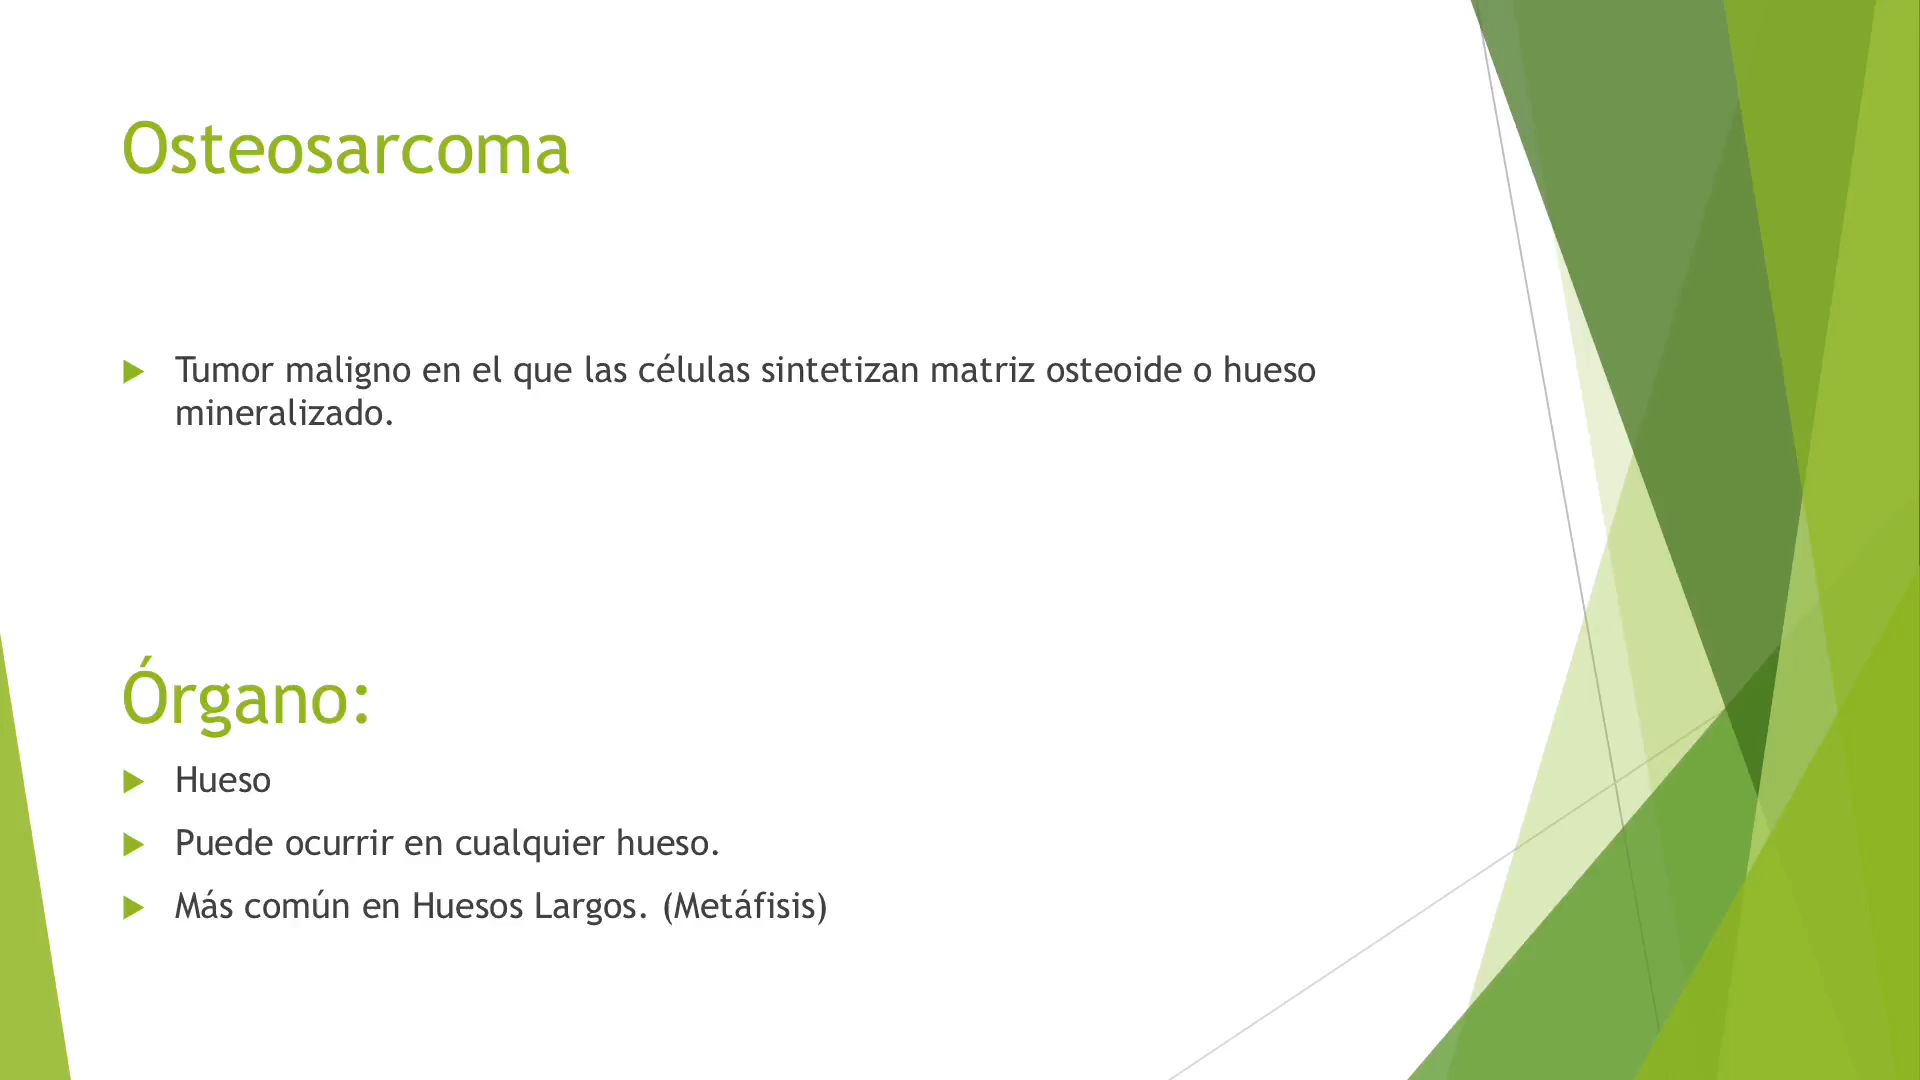 Osteosarcoma
Tumor maligno en el que las células sintetizan matriz osteoide o hueso
mineralizado.
Órgano:
Hueso
Puede ocurrir en cualquier hueso.
Más común en Huesos Largos. (Metáfisis)